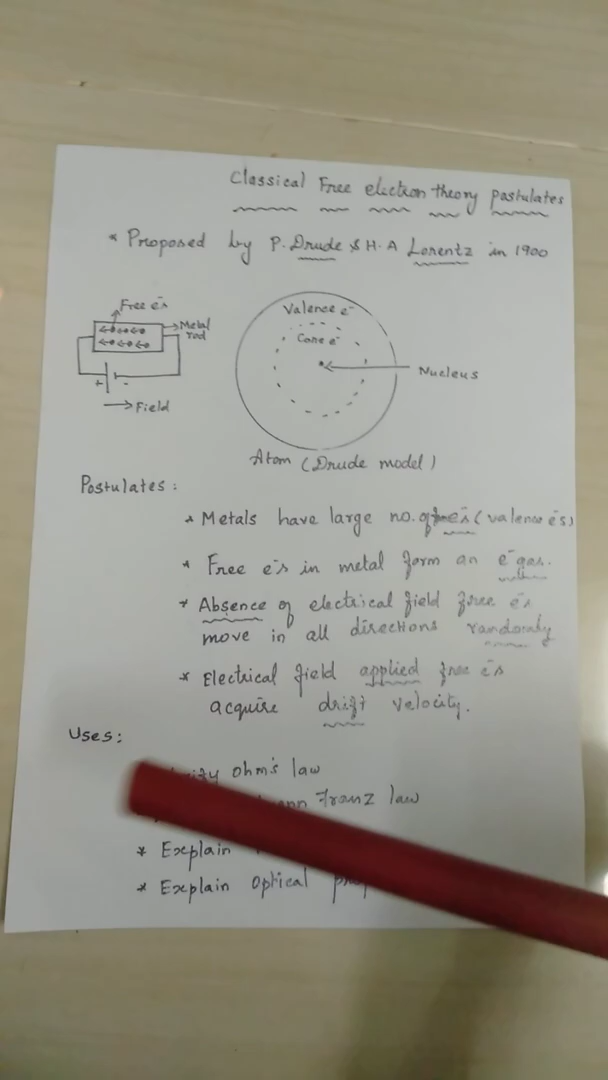 Classical Free electron theory postulates
* Proposed by P. Drude & H. A Lorentz in 1900
Free e⁻s
Metal rod
+ -
→ Field
Valence e⁻
Core e⁻
Nucleus
Atom (Drude model)
Postulates:
* Metals have large no. of e⁻s (valence e⁻s)
* Free e⁻s in metal form an e⁻ gas.
* Absence of electrical field free e⁻s
move in all directions randomly
* Electrical field applied free e⁻s
acquire drift velocity.
Uses:
ohm's law
Franz law
* Explain
* Explain Optical